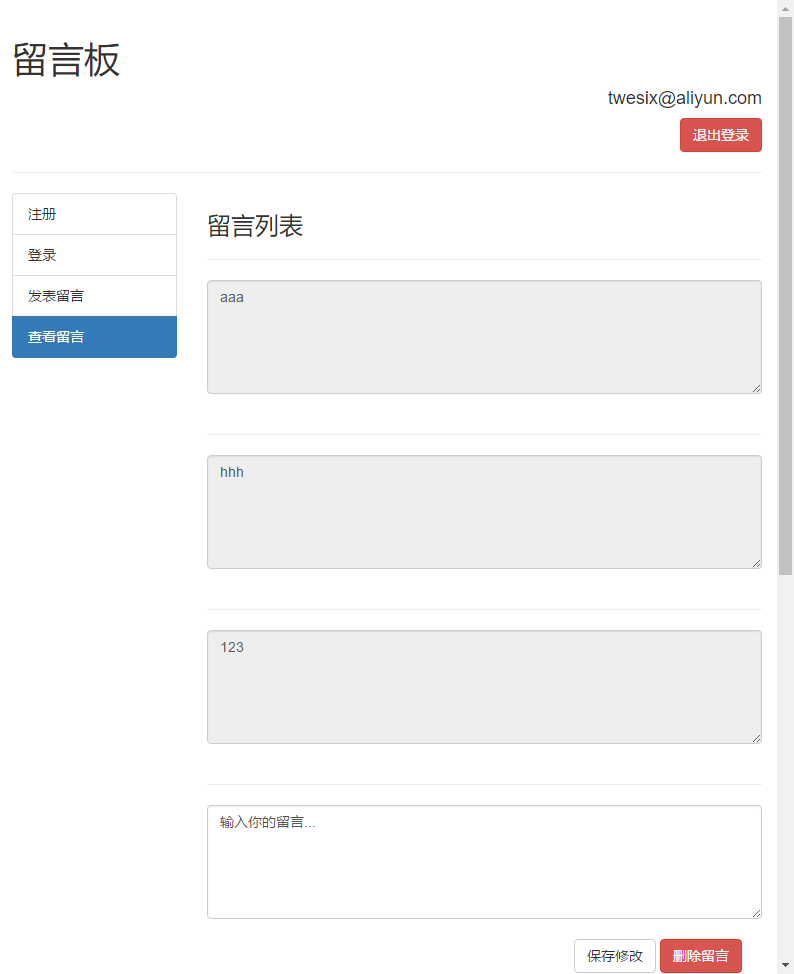 留言板
twesix@aliyun.com
退出登录
注册
登录
发表留言
查看留言
留言列表
aaa
hhh
123
输入你的留言...
保存修改
删除留言